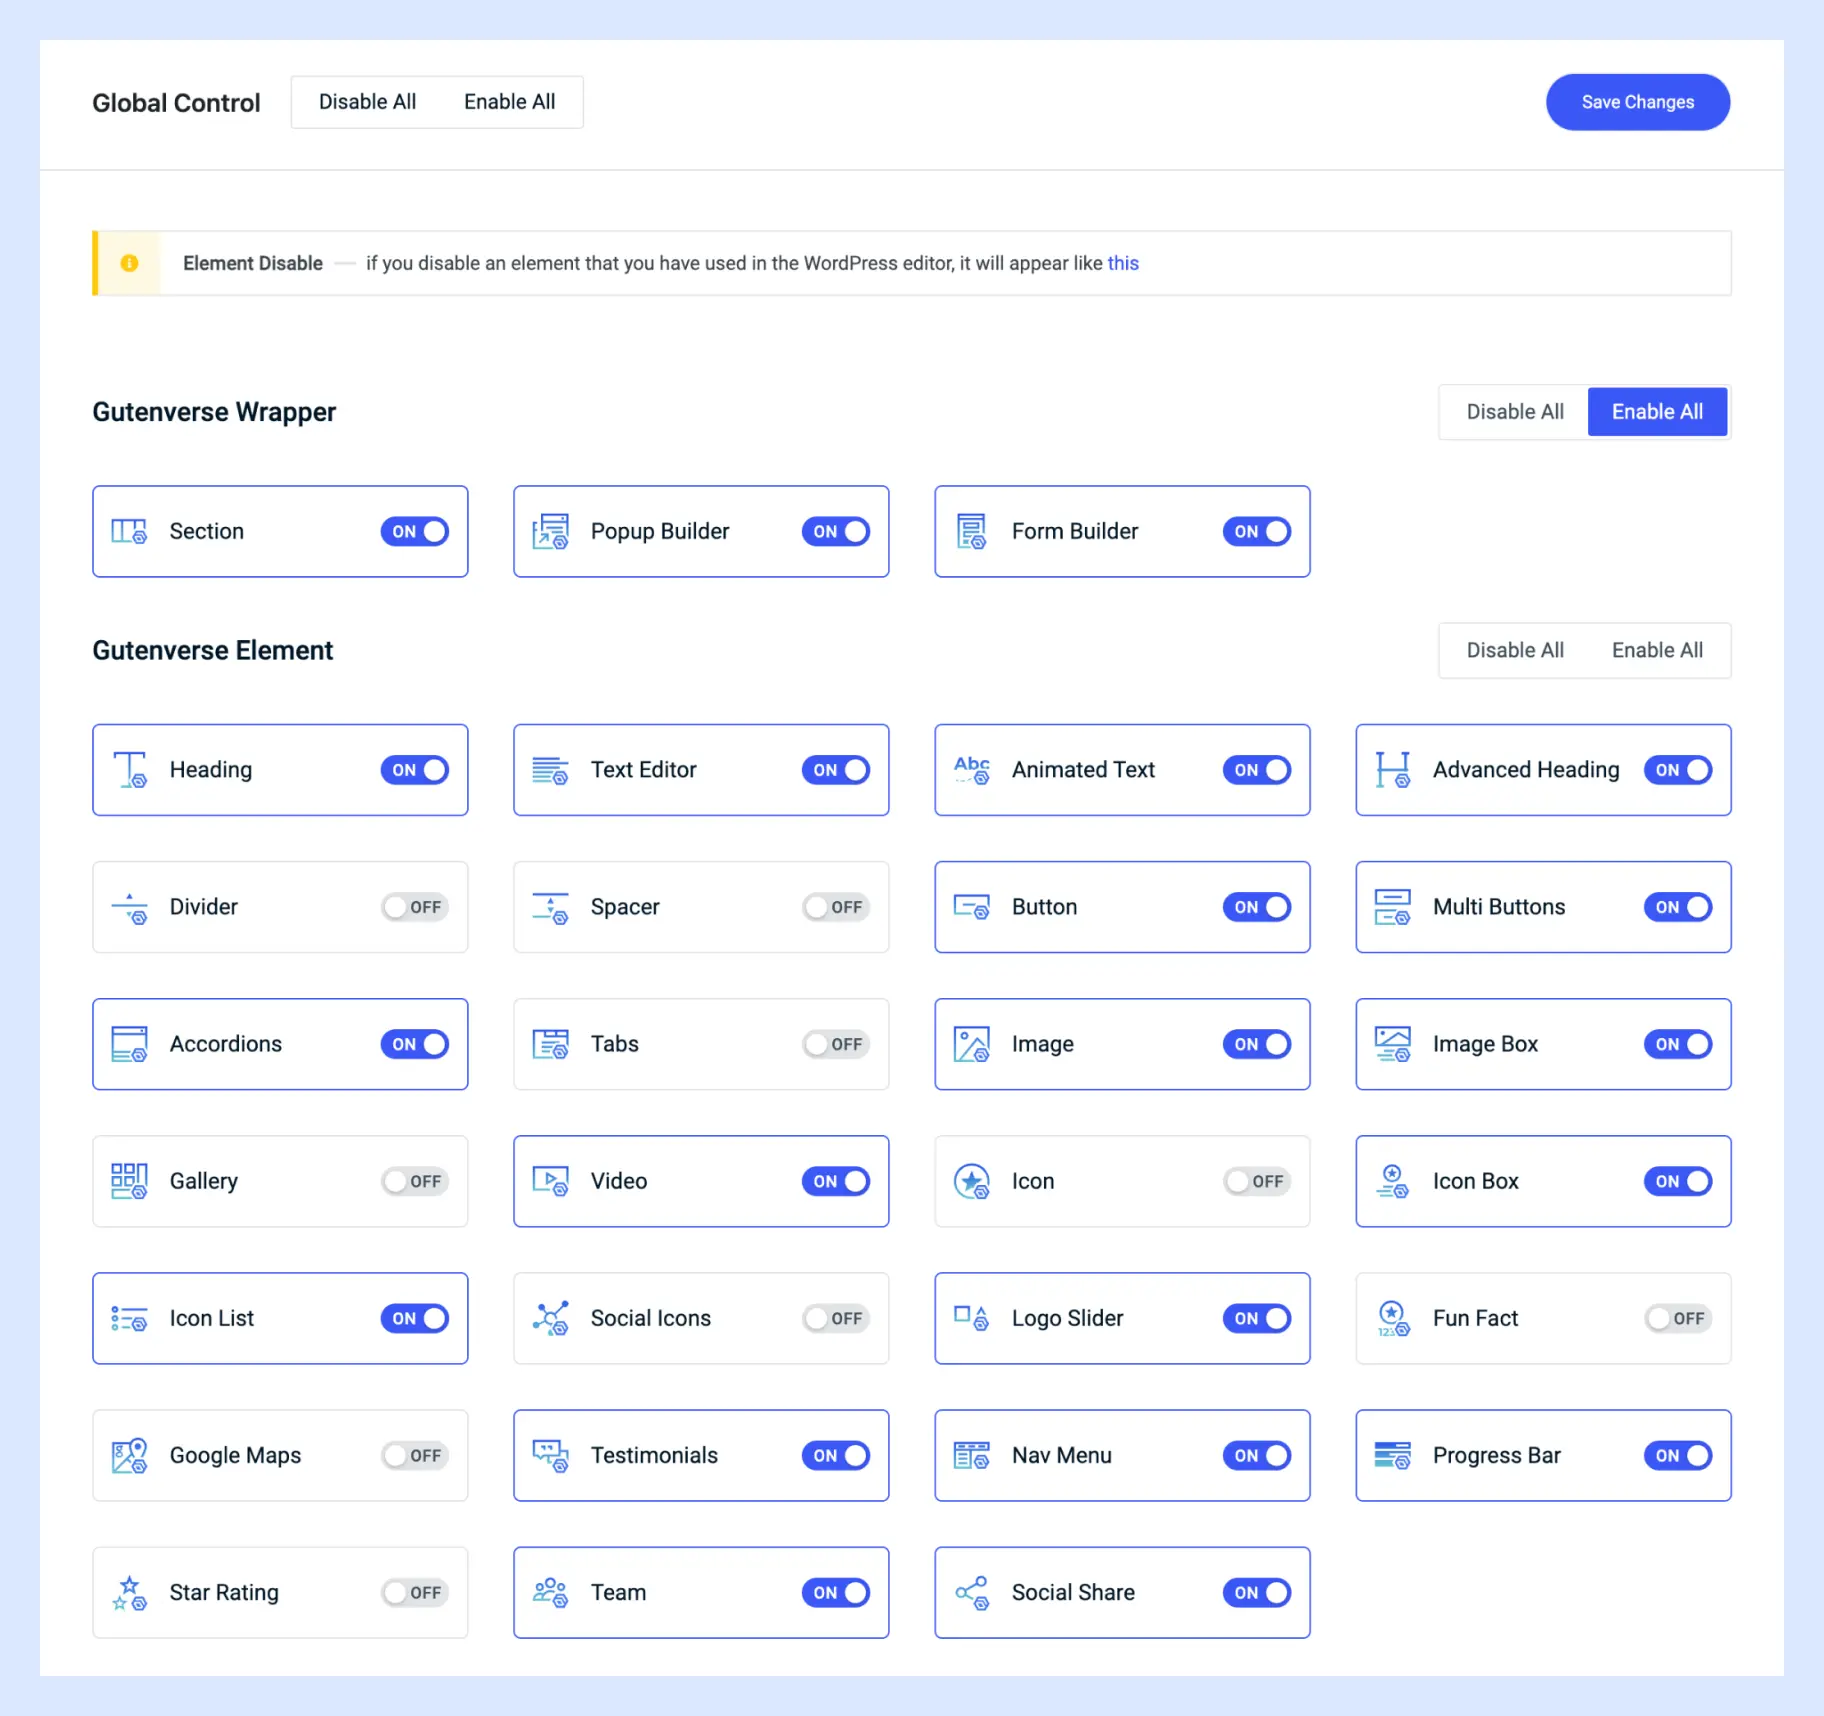 Global Control Disable All Enable All Save Changes
Element Disable — if you disable an element that you have used in the WordPress editor, it will appear like this
Gutenverse Wrapper Disable All Enable All
Section ON Popup Builder ON Form Builder ON
Gutenverse Element Disable All Enable All
Heading ON Text Editor ON Abc Animated Text ON Advanced Heading ON
Divider OFF Spacer OFF Button ON Multi Buttons ON
Accordions ON Tabs OFF Image ON Image Box ON
Gallery OFF Video ON Icon OFF Icon Box ON
Icon List ON Social Icons OFF Logo Slider ON 123 Fun Fact OFF
Google Maps OFF Testimonials ON Nav Menu ON Progress Bar ON
Star Rating OFF Team ON Social Share ON